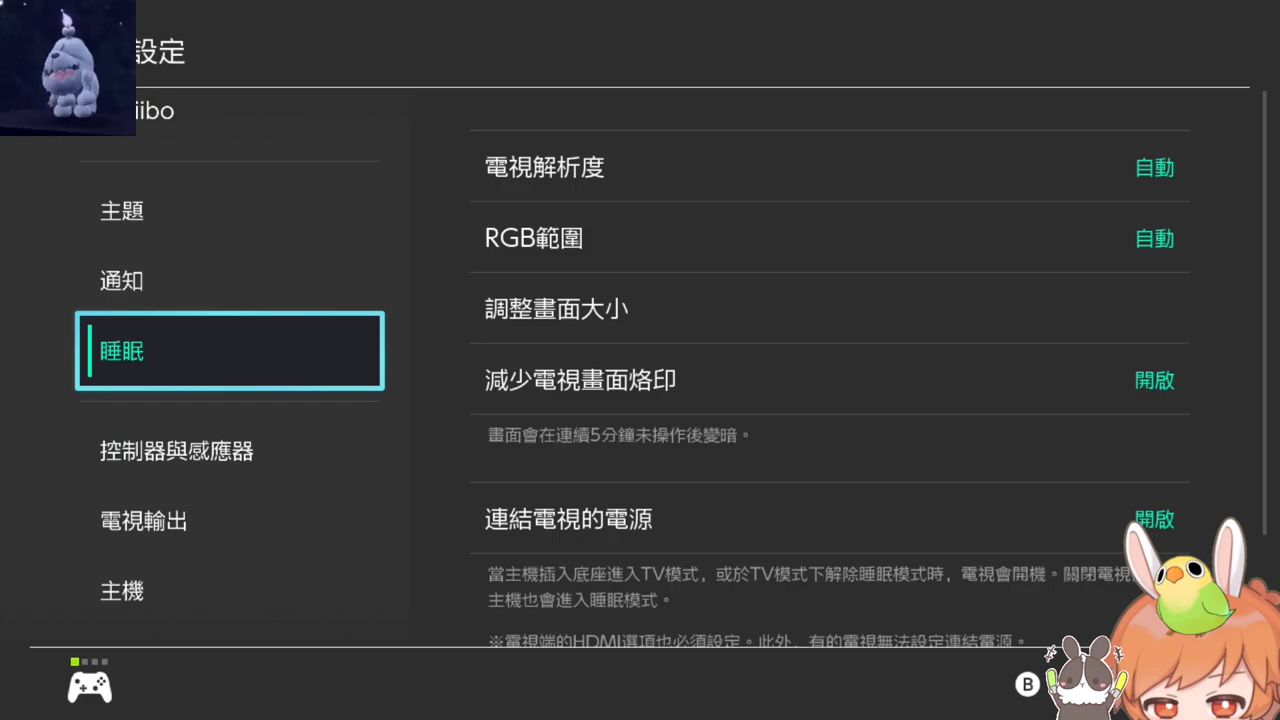 設定
iibo
主題
通知
睡眠
控制器與感應器
電視輸出
主機
電視解析度 自動
RGB範圍 自動
調整畫面大小
減少電視畫面烙印 開啟
畫面會在連續5分鐘未操作後變暗。
連結電視的電源 開啟
當主機插入底座進入TV模式，或於TV模式下解除睡眠模式時，電視會開機。關閉電視
主機也會進入睡眠模式。
※電視端的HDMI選項也必須設定。此外，有的電視無法設定連結電源。
B